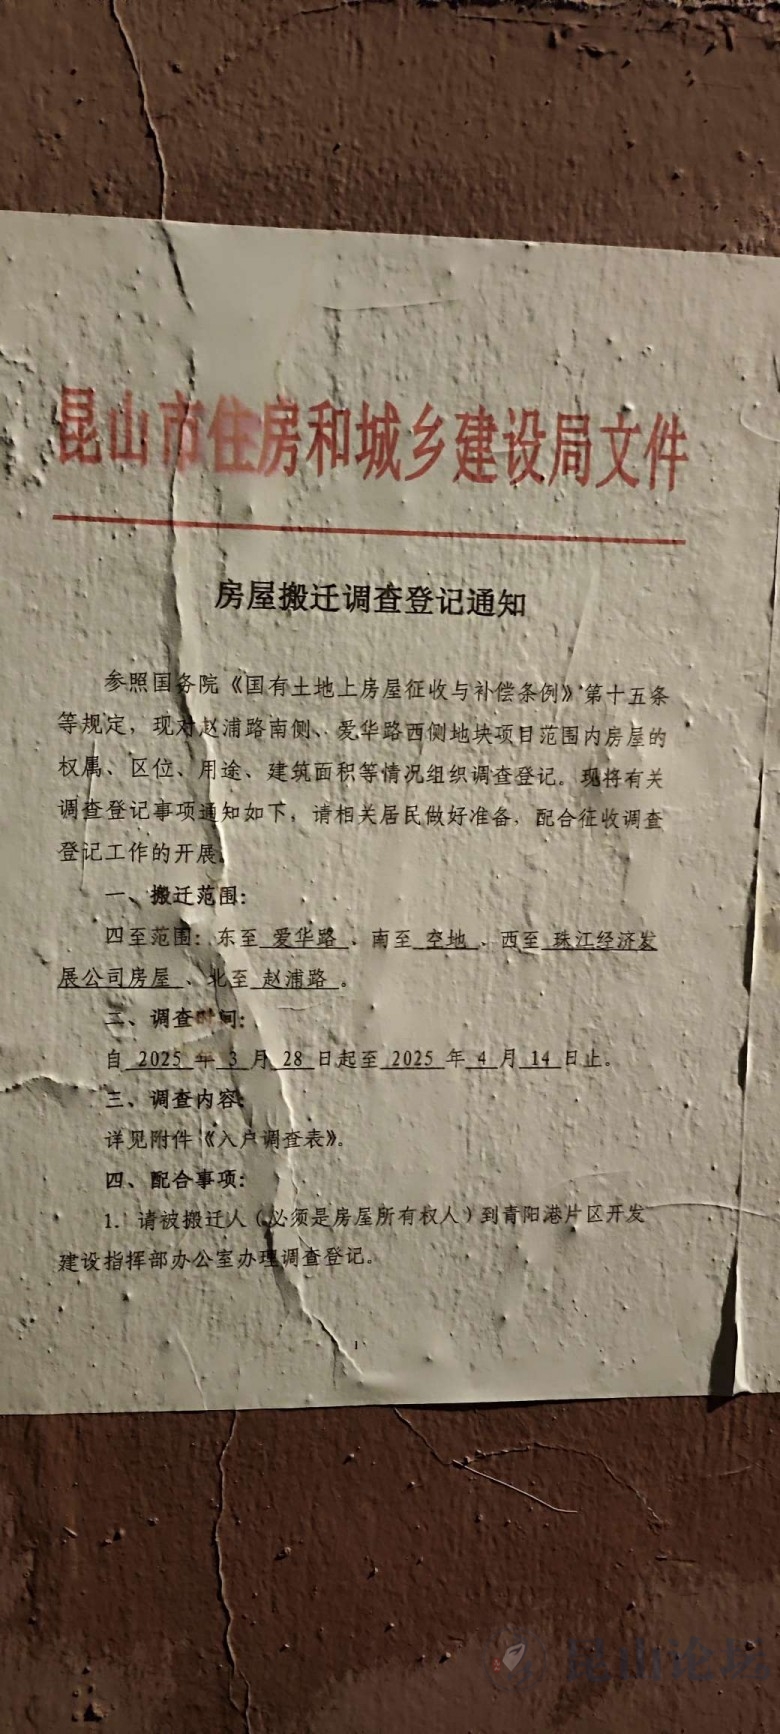 昆山市住房和城乡建设局文件
房屋搬迁调查登记通知
参照国务院《国有土地上房屋征收与补偿条例》第十五条
等规定，现对赵浦路南侧、爱华路西侧地块项目范围内房屋的
权属、区位、用途、建筑面积等情况组织调查登记。现将有关
调查登记事项通知如下，请相关居民做好准备，配合征收调查
登记工作的开展。
一、搬迁范围：
四至范围：东至 爱华路 、南至 空地 、西至 珠江经济发
展公司房屋 、北至 赵浦路 。
二、调查时间：
自 2025 年 3 月 28 日起至 2025 年 4 月 14 日止。
三、调查内容：
详见附件《入户调查表》。
四、配合事项：
1. 请被搬迁人（必须是房屋所有权人）到青阳港片区开发
建设指挥部办公室办理调查登记。
1
昆山论坛